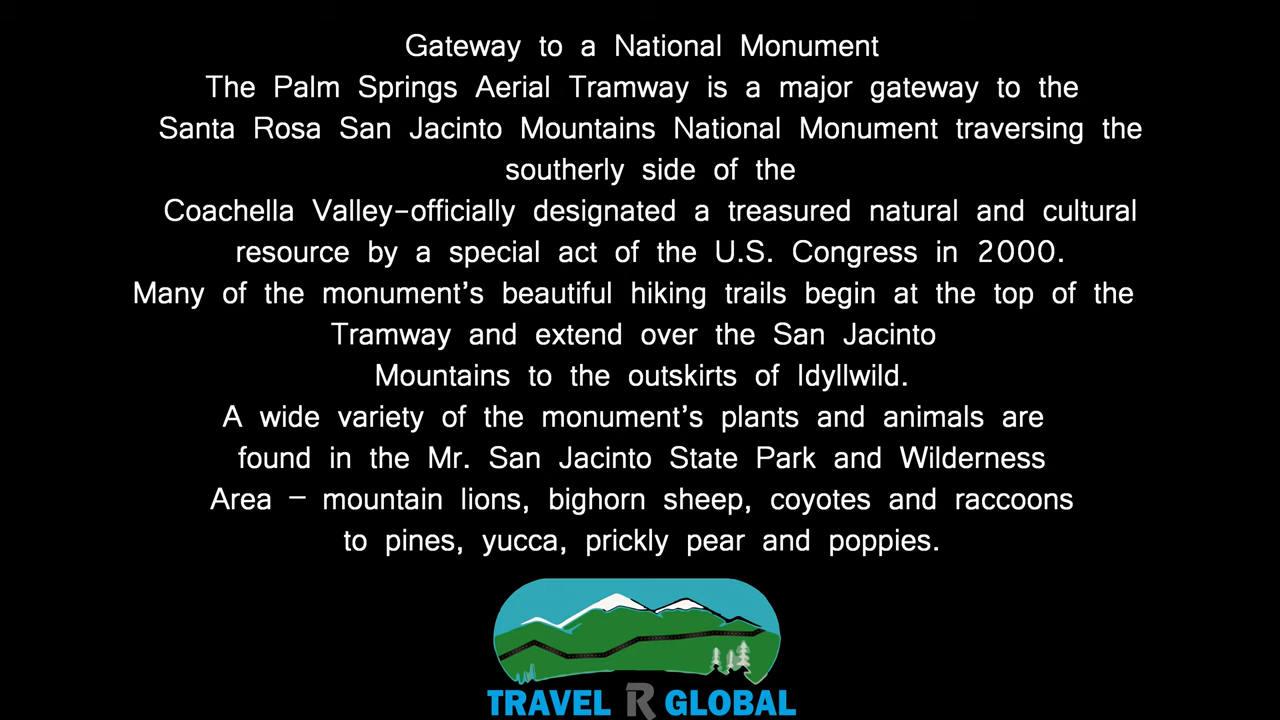 Gateway to a National Monument
The Palm Springs Aerial Tramway is a major gateway to the
Santa Rosa San Jacinto Mountains National Monument traversing the
southerly side of the
Coachella Valley-officially designated a treasured natural and cultural
resource by a special act of the U.S. Congress in 2000.
Many of the monument's beautiful hiking trails begin at the top of the
Tramway and extend over the San Jacinto
Mountains to the outskirts of Idyllwild.
A wide variety of the monument's plants and animals are
found in the Mr. San Jacinto State Park and Wilderness
Area – mountain lions, bighorn sheep, coyotes and raccoons
to pines, yucca, prickly pear and poppies.
TRAVEL R GLOBAL